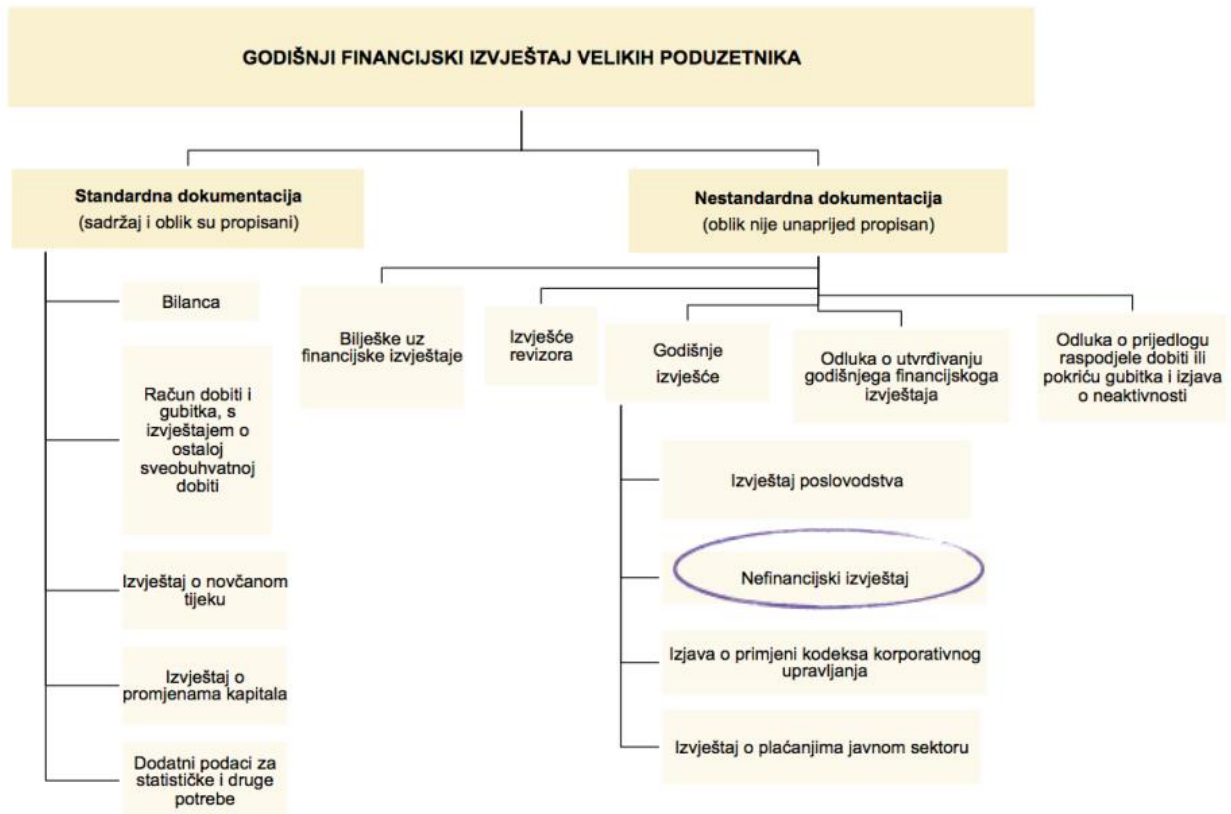 GODIŠNJI FINANCIJSKI IZVJEŠTAJ VELIKIH PODUZETNIKA
Standardna dokumentacija
(sadržaj i oblik su propisani)
Nestandardna dokumentacija
(oblik nije unaprijed propisan)
Bilanca
Račun dobiti i
gubitka, s
izvještajem o
ostaloj
sveobuhvatnoj
dobiti
Izvještaj o novčanom
tijeku
Izvještaj o
promjenama kapitala
Dodatni podaci za
statističke i druge
potrebe
Bilješke uz
financijske izvještaje
Izvješće
revizora
Godišnje
izvješće
Odluka o utvrđivanju
godišnjega financijskoga
izvještaja
Odluka o prijedlogu
raspodjele dobiti ili
pokriću gubitka i izjava
o neaktivnosti
Izvještaj poslovodstva
Nefinancijski izvještaj
Izjava o primjeni kodeksa korporativnog
upravljanja
Izvještaj o plaćanjima javnom sektoru